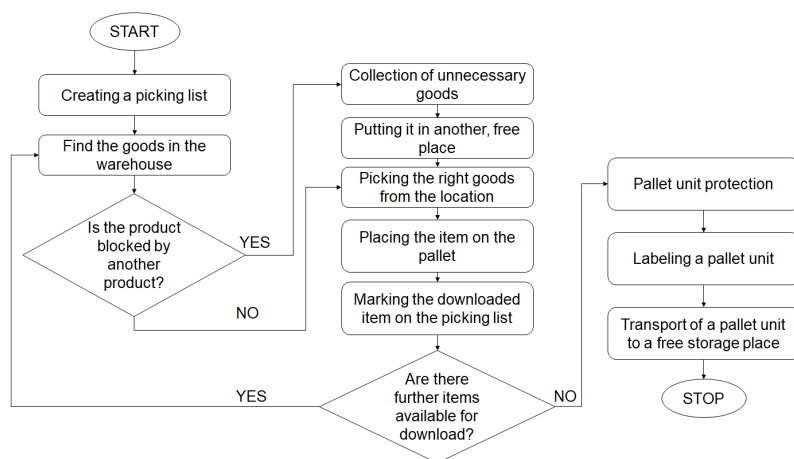 START
Creating a picking list
Find the goods in the
warehouse
Is the product
blocked by
another
product?
YES
NO
Collection of unnecessary
goods
Putting it in another, free
place
Picking the right goods
from the location
Placing the item on the
pallet
Marking the downloaded
item on the picking list
Are there
further items
available for
download?
YES
NO
Pallet unit protection
Labeling a pallet unit
Transport of a pallet unit
to a free storage place
STOP